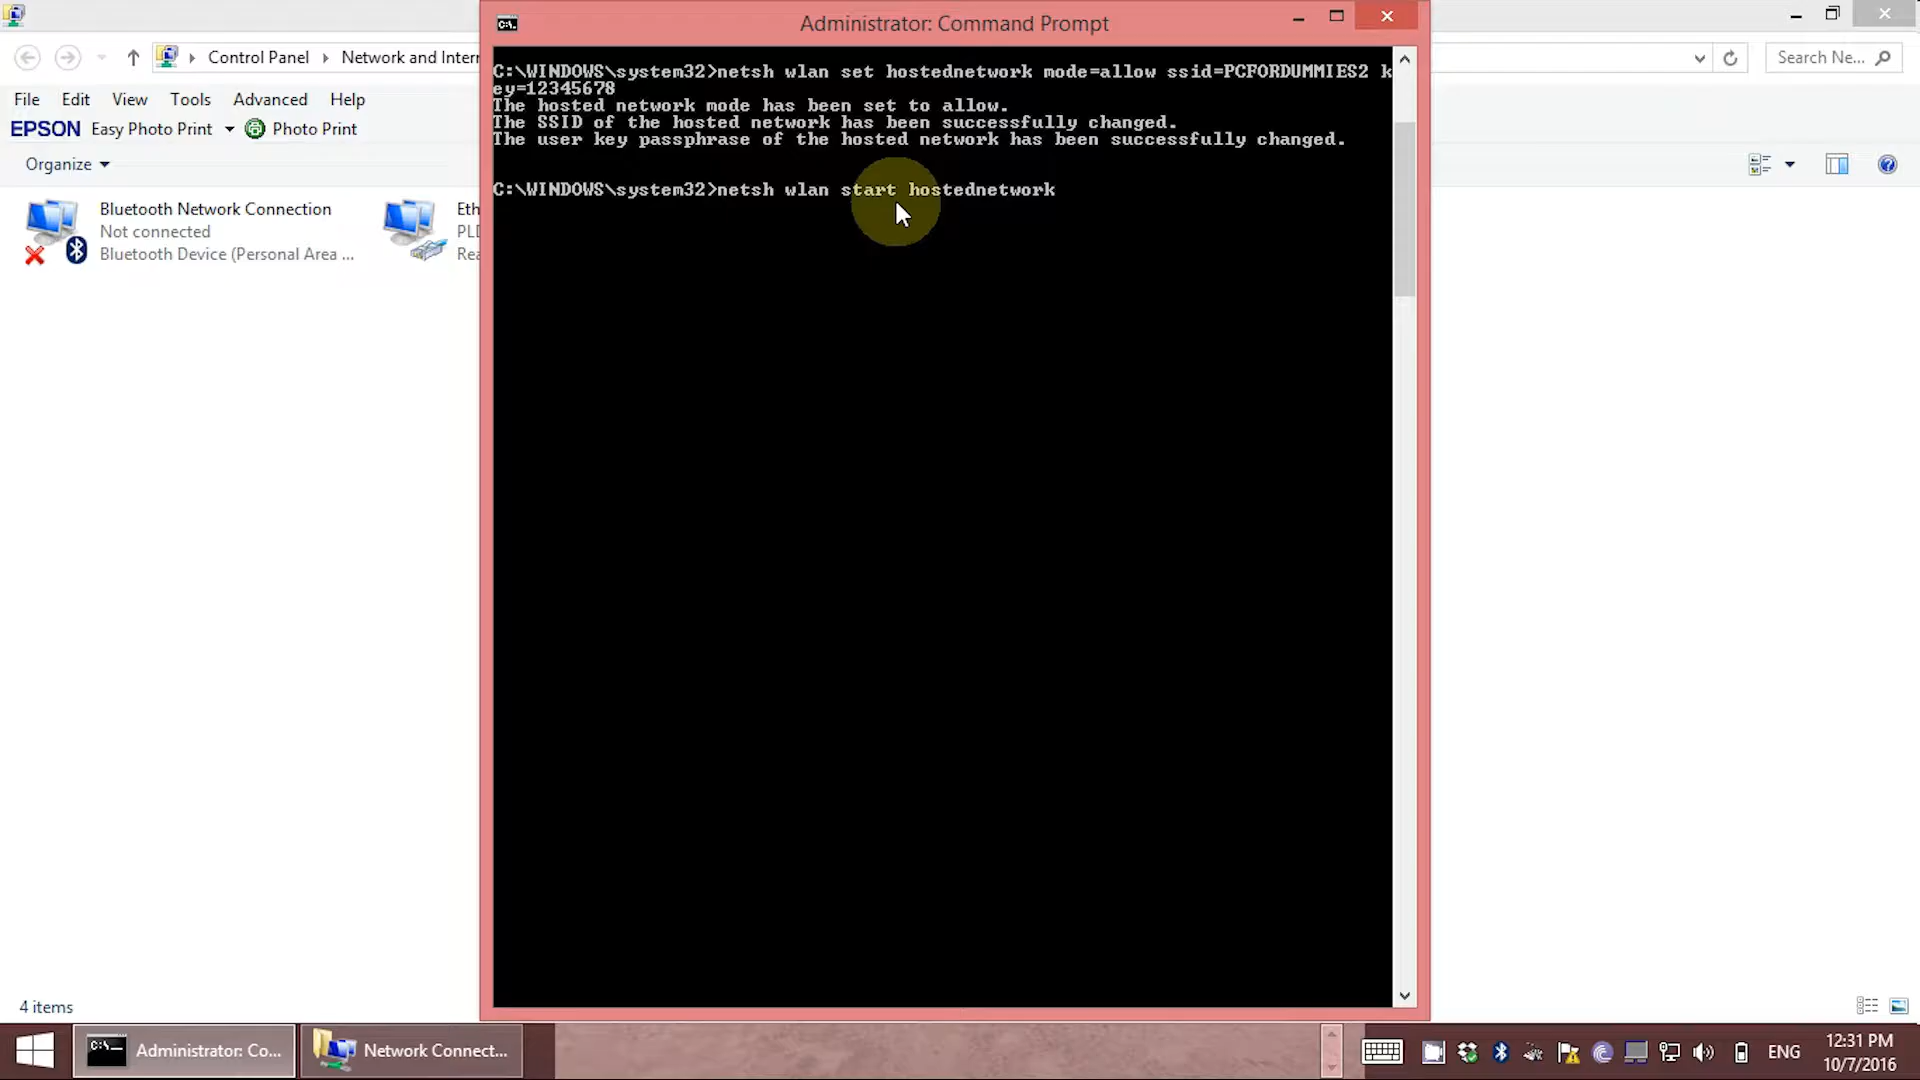 Administrator: Command Prompt
Control Panel
Network and Intern
Search Ne...
File Edit View Tools Advanced Help
EPSON Easy Photo Print Photo Print
Organize
Bluetooth Network Connection
Not connected
Bluetooth Device (Personal Area ...
Eth
PLD
Rea
C:\WINDOWS\system32>netsh wlan set hostednetwork mode=allow ssid=PCFORDUMMIES2 k
ey=12345678
The hosted network mode has been set to allow.
The SSID of the hosted network has been successfully changed.
The user key passphrase of the hosted network has been successfully changed.
C:\WINDOWS\system32>netsh wlan start hostednetwork
4 items
Administrator: Co...
Network Connect...
ENG
12:31 PM
10/7/2016